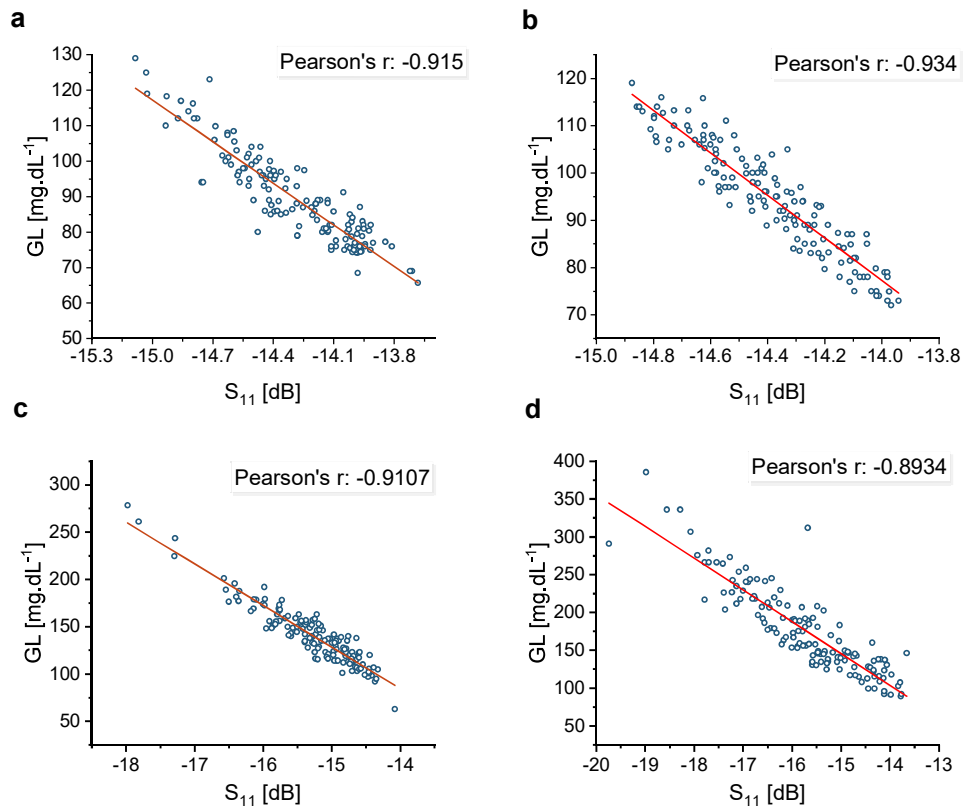 a
Pearson's r: -0.915
GL [mg.dL⁻¹]
130
120
110
100
90
80
70
60
50
-15.3 -15.0 -14.7 -14.4 -14.1 -13.8
S₁₁ [dB]
b
Pearson's r: -0.934
GL [mg.dL⁻¹]
120
110
100
90
80
70
-15.0 -14.8 -14.6 -14.4 -14.2 -14.0 -13.8
S₁₁ [dB]
c
Pearson's r: -0.9107
GL [mg.dL⁻¹]
300
250
200
150
100
50
-18 -17 -16 -15 -14
S₁₁ [dB]
d
Pearson's r: -0.8934
GL [mg.dL⁻¹]
400
350
300
250
200
150
100
50
-20 -19 -18 -17 -16 -15 -14 -13
S₁₁ [dB]